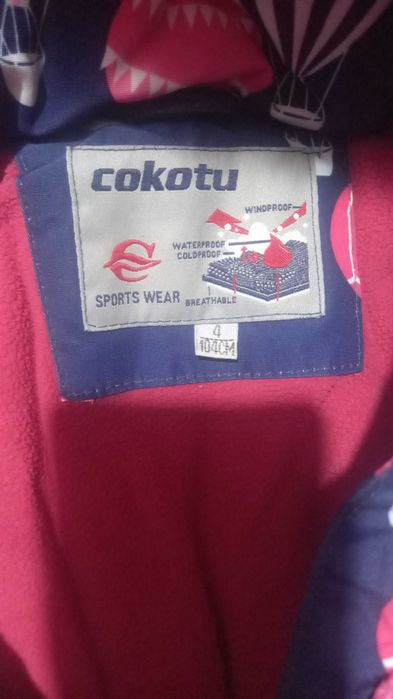 cokotu
WINDPROOF
WATERPROOF
COLDPROOF
SPORTS WEAR
BREATHABLE
4
104CM